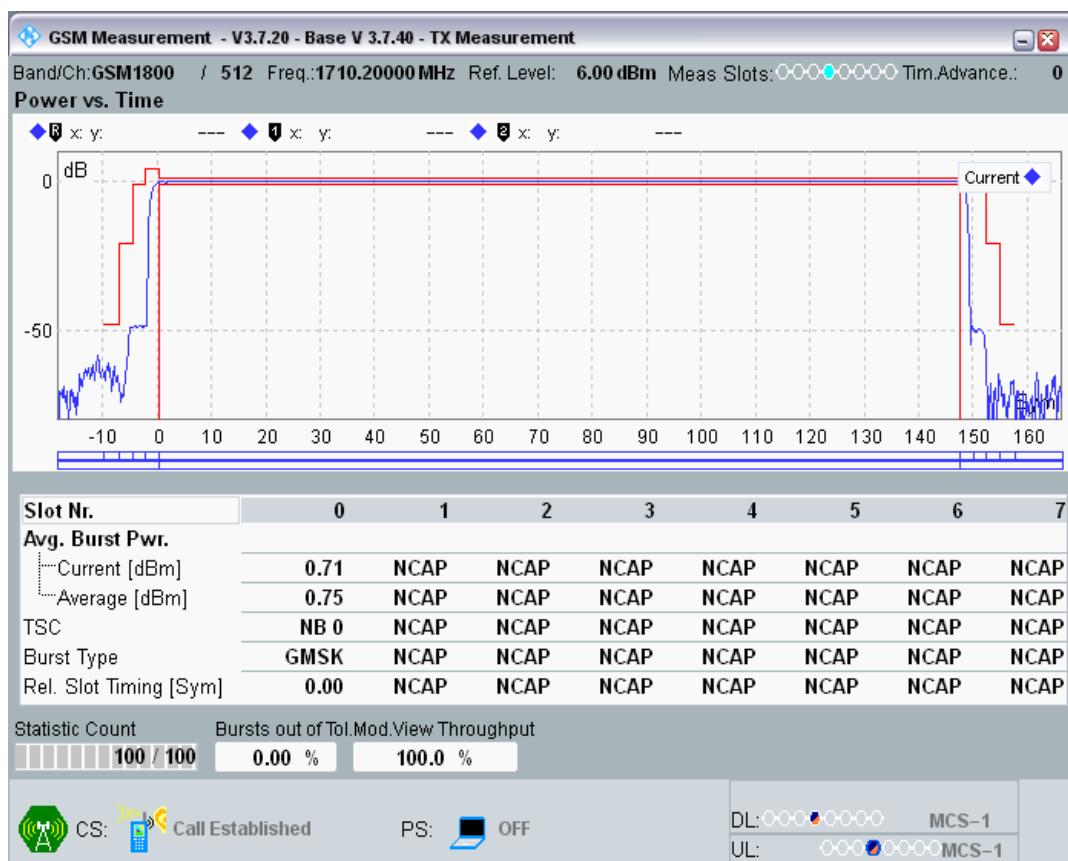 GSM Measurement - V3.7.20 - Base V 3.7.40 - TX Measurement
Band/Ch:GSM1800 / 512 Freq.:1710.20000 MHz Ref. Level: 6.00 dBm Meas Slots: Tim.Advance.: 0
Power vs. Time
R x: y: --- 1 x: y: --- 2 x: y: ---
dB
0
Current
-50
-10 0 10 20 30 40 50 60 70 80 90 100 110 120 130 140 150 160
Slot Nr. 0 1 2 3 4 5 6 7
Avg. Burst Pwr.
Current [dBm] 0.71 NCAP NCAP NCAP NCAP NCAP NCAP NCAP
Average [dBm] 0.75 NCAP NCAP NCAP NCAP NCAP NCAP NCAP
TSC NB 0 NCAP NCAP NCAP NCAP NCAP NCAP NCAP
Burst Type GMSK NCAP NCAP NCAP NCAP NCAP NCAP NCAP
Rel. Slot Timing [Sym] 0.00 NCAP NCAP NCAP NCAP NCAP NCAP NCAP
Statistic Count Bursts out of Tol. Mod.View Throughput
100 / 100 0.00 % 100.0 %
CS: Call Established PS: OFF DL: MCS-1
UL: MCS-1